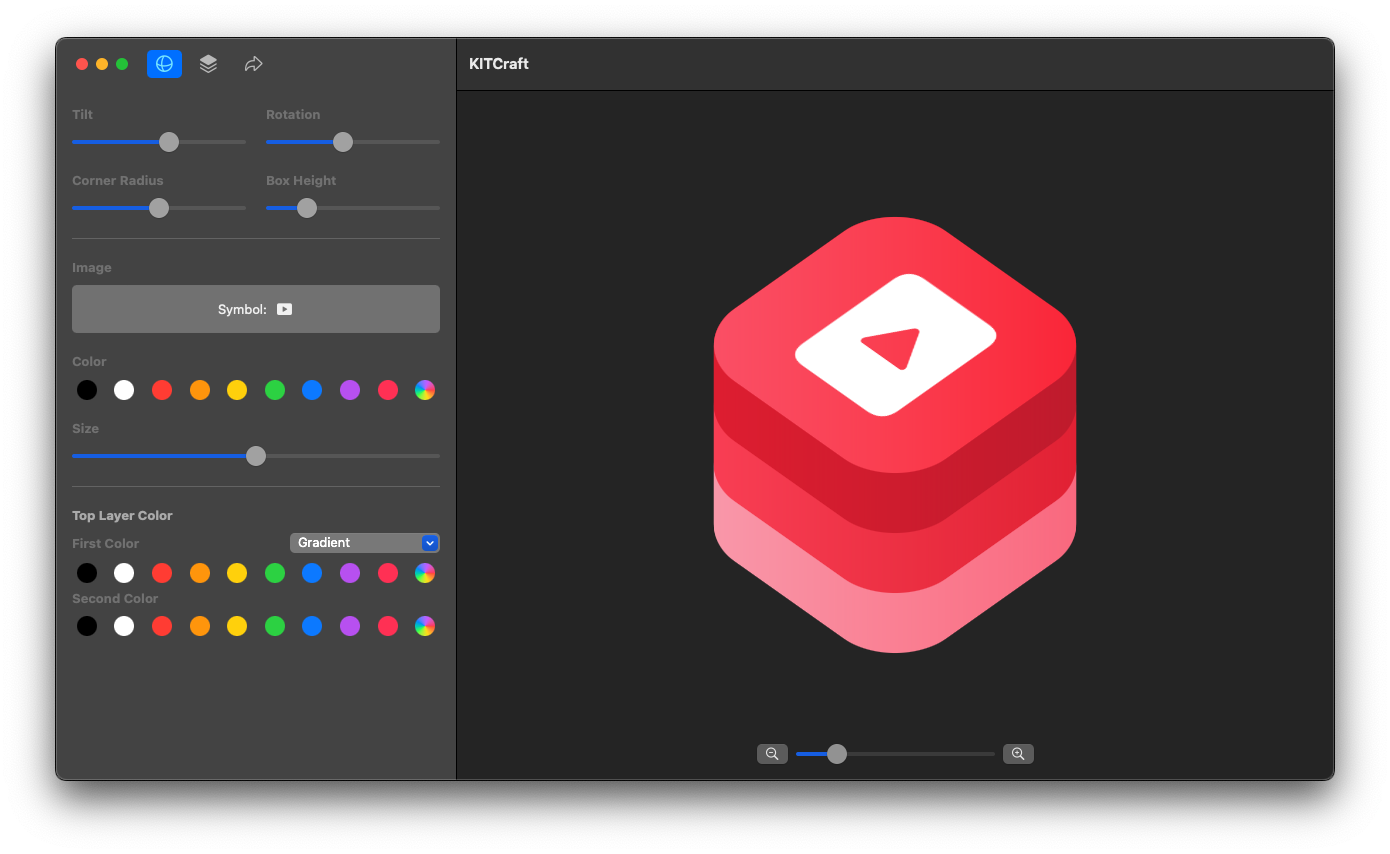 KITCraft
Tilt
Rotation
Corner Radius
Box Height
Image
Symbol:
Color
Size
Top Layer Color
First Color
Gradient
Second Color